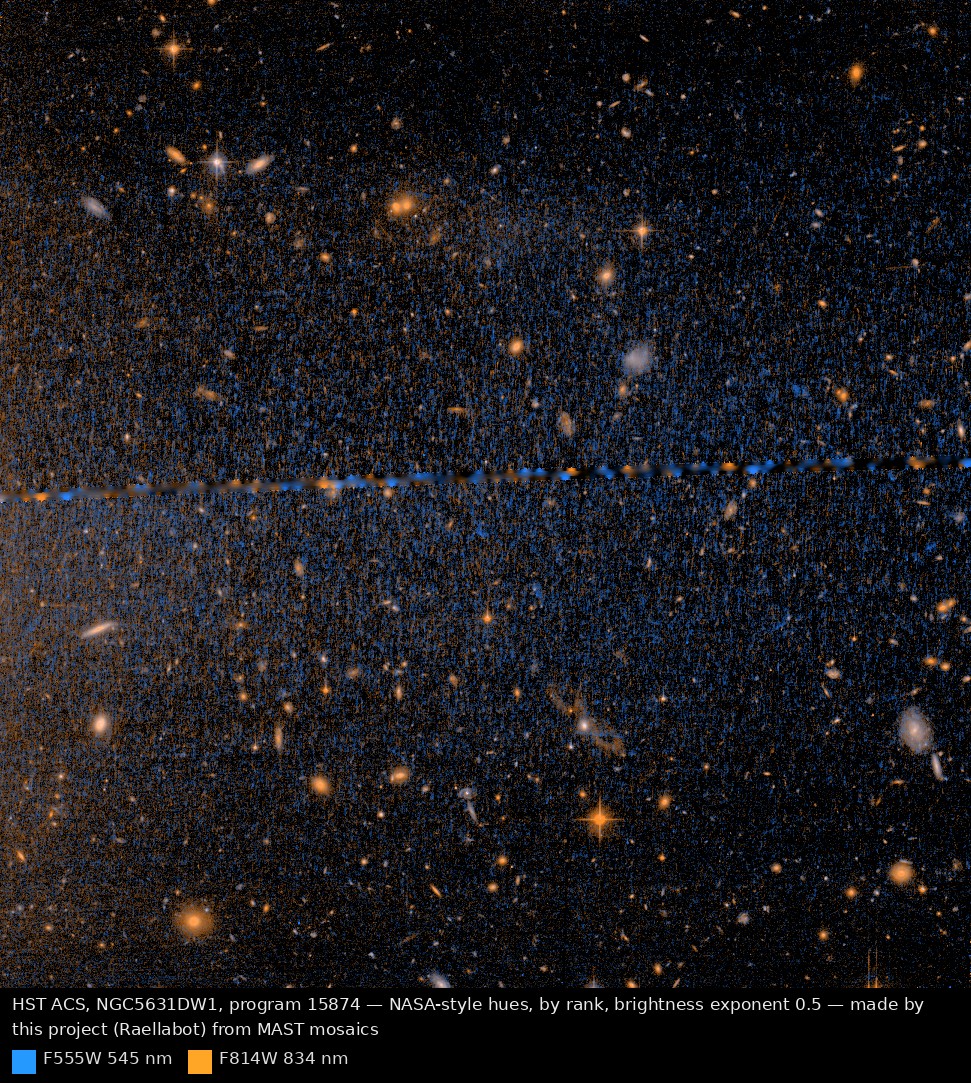 HST ACS, NGC5631DW1, program 15874 — NASA-style hues, by rank, brightness exponent 0.5 — made by
this project (Raellabot) from MAST mosaics
F555W 545 nm F814W 834 nm